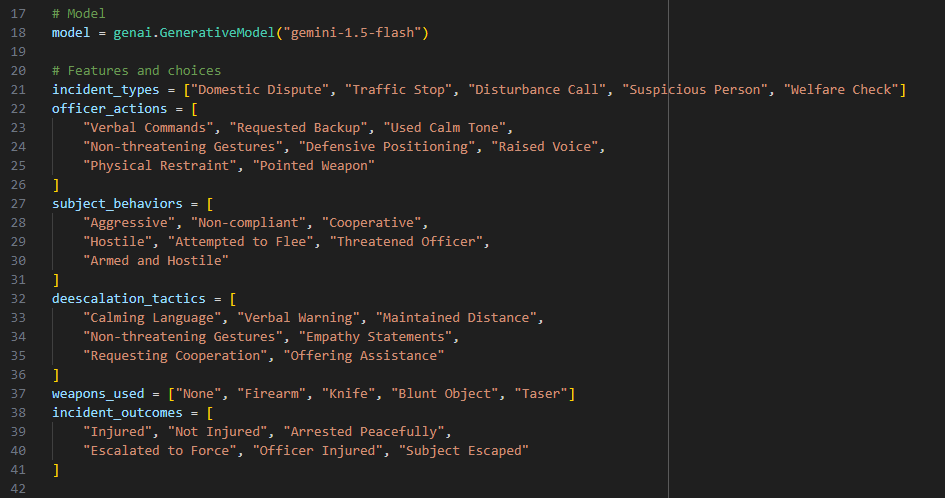 17 # Model
18 model = genai.GenerativeModel("gemini-1.5-flash")
19
20 # Features and choices
21 incident_types = ["Domestic Dispute", "Traffic Stop", "Disturbance Call", "Suspicious Person", "Welfare Check"]
22 officer_actions = [
23     "Verbal Commands", "Requested Backup", "Used Calm Tone",
24     "Non-threatening Gestures", "Defensive Positioning", "Raised Voice",
25     "Physical Restraint", "Pointed Weapon"
26 ]
27 subject_behaviors = [
28     "Aggressive", "Non-compliant", "Cooperative",
29     "Hostile", "Attempted to Flee", "Threatened Officer",
30     "Armed and Hostile"
31 ]
32 deescalation_tactics = [
33     "Calming Language", "Verbal Warning", "Maintained Distance",
34     "Non-threatening Gestures", "Empathy Statements",
35     "Requesting Cooperation", "Offering Assistance"
36 ]
37 weapons_used = ["None", "Firearm", "Knife", "Blunt Object", "Taser"]
38 incident_outcomes = [
39     "Injured", "Not Injured", "Arrested Peacefully",
40     "Escalated to Force", "Officer Injured", "Subject Escaped"
41 ]
42